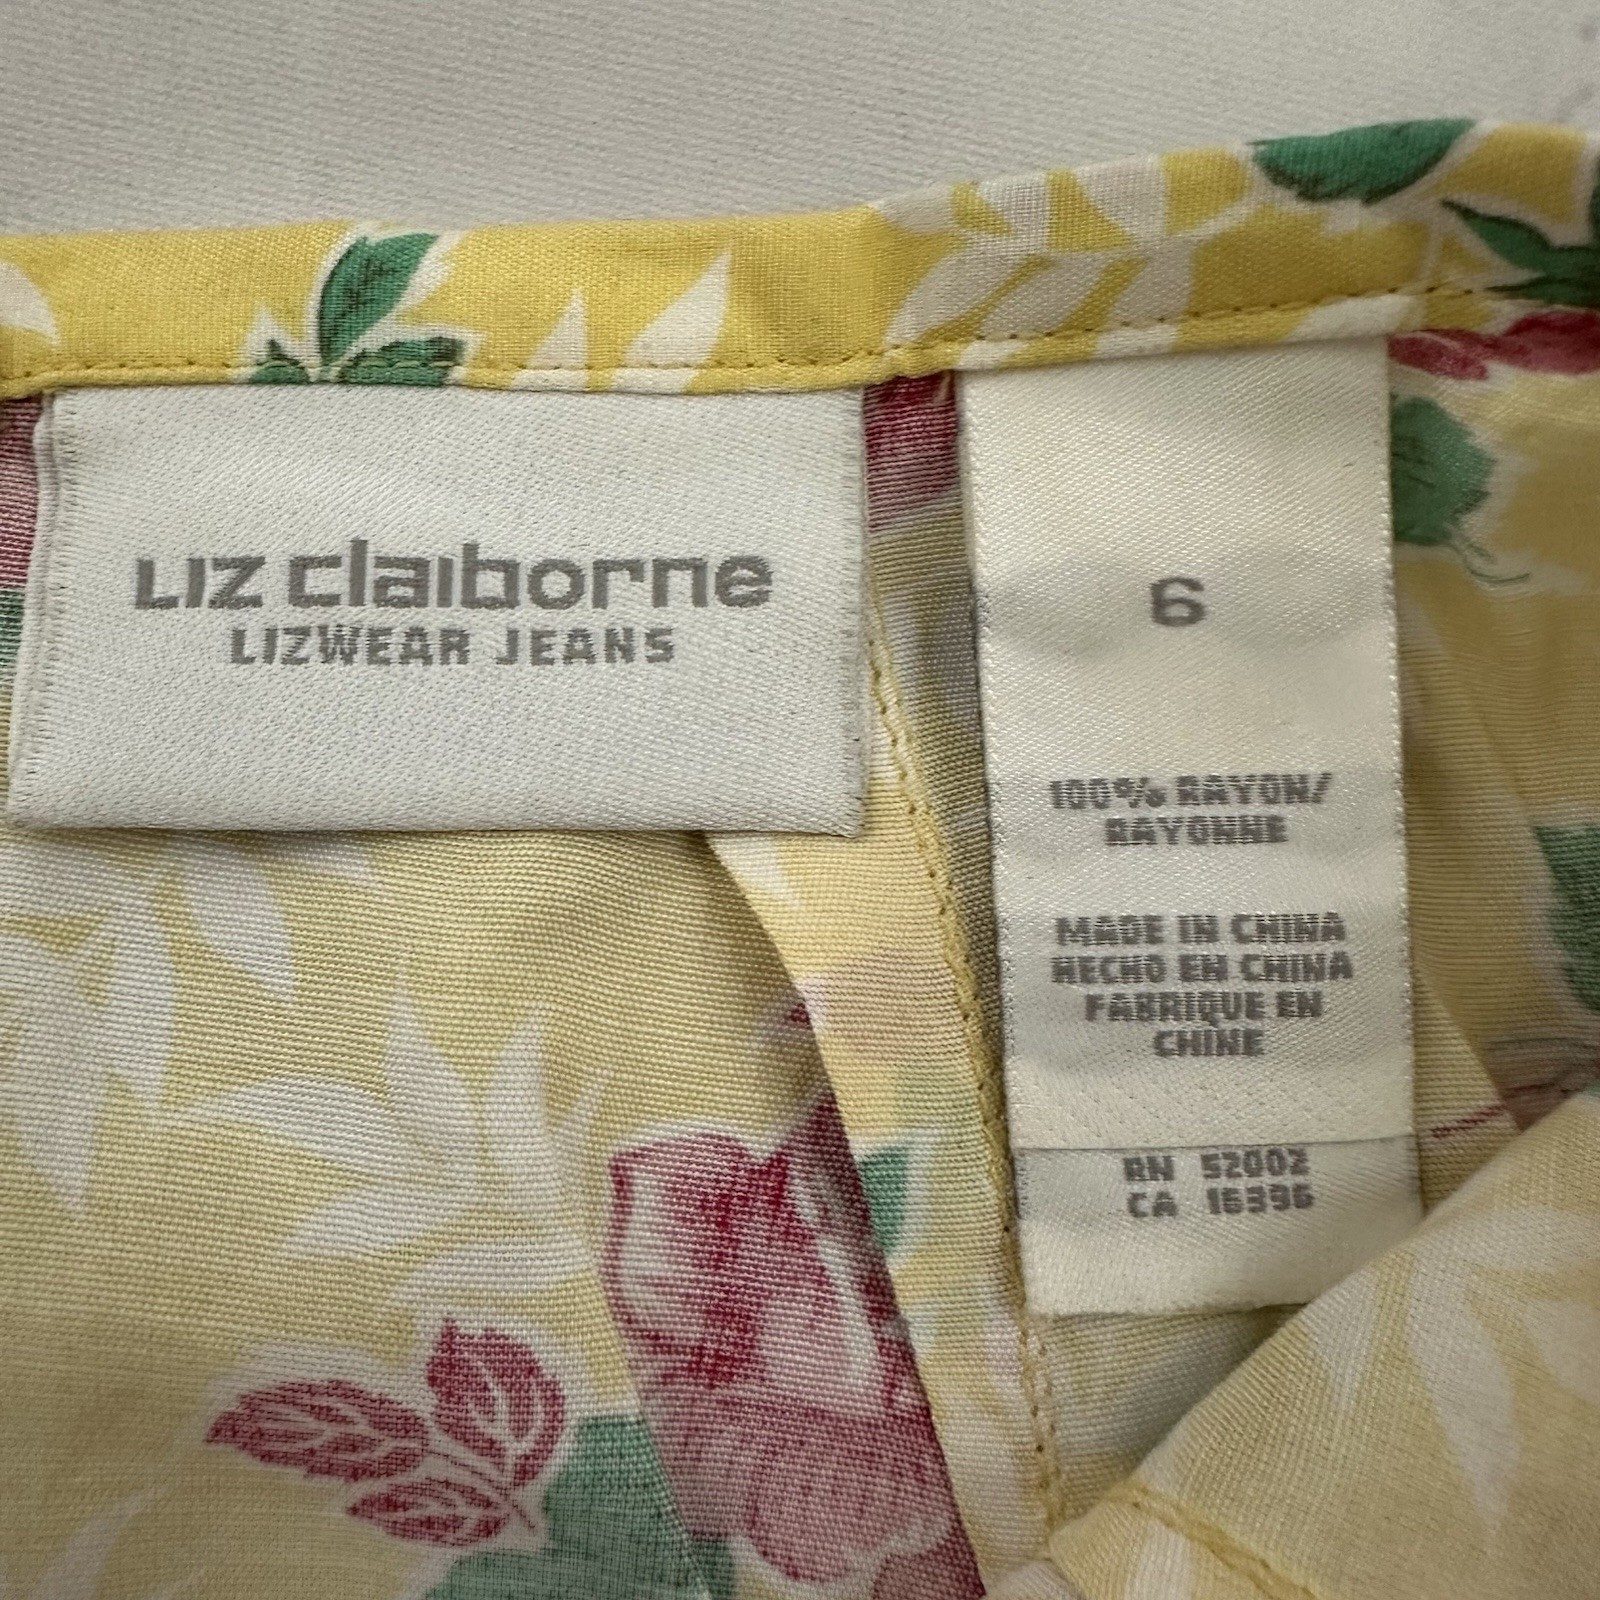 LIZ claiborne
LIZWEAR JEANS
6
100% RAYON/
RAYONNE
MADE IN CHINA
HECHO EN CHINA
FABRIQUE EN
CHINE
RN 52002
CA 16396